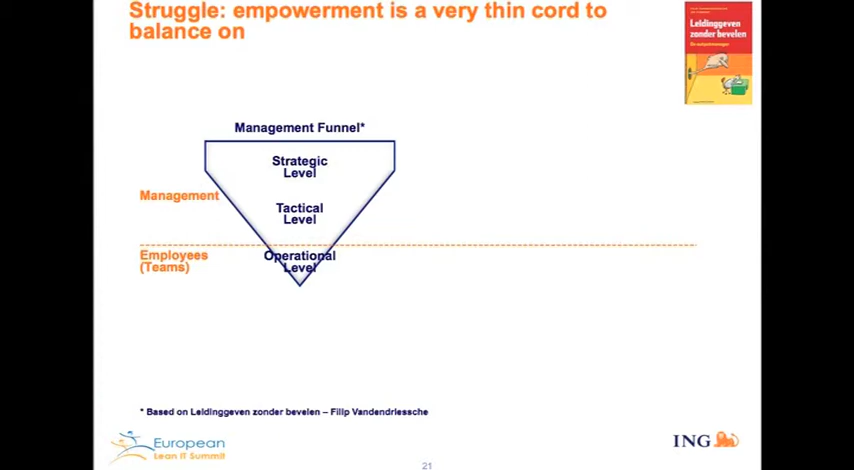 Struggle: empowerment is a very thin cord to
balance on
Leidinggeven
zonder bevelen
Management Funnel*
Strategic
Level
Management
Tactical
Level
Employees
(Teams)
Operational
Level
* Based on Leidinggeven zonder bevelen – Filip Vandendriessche
European
Lean IT Summit
ING
21